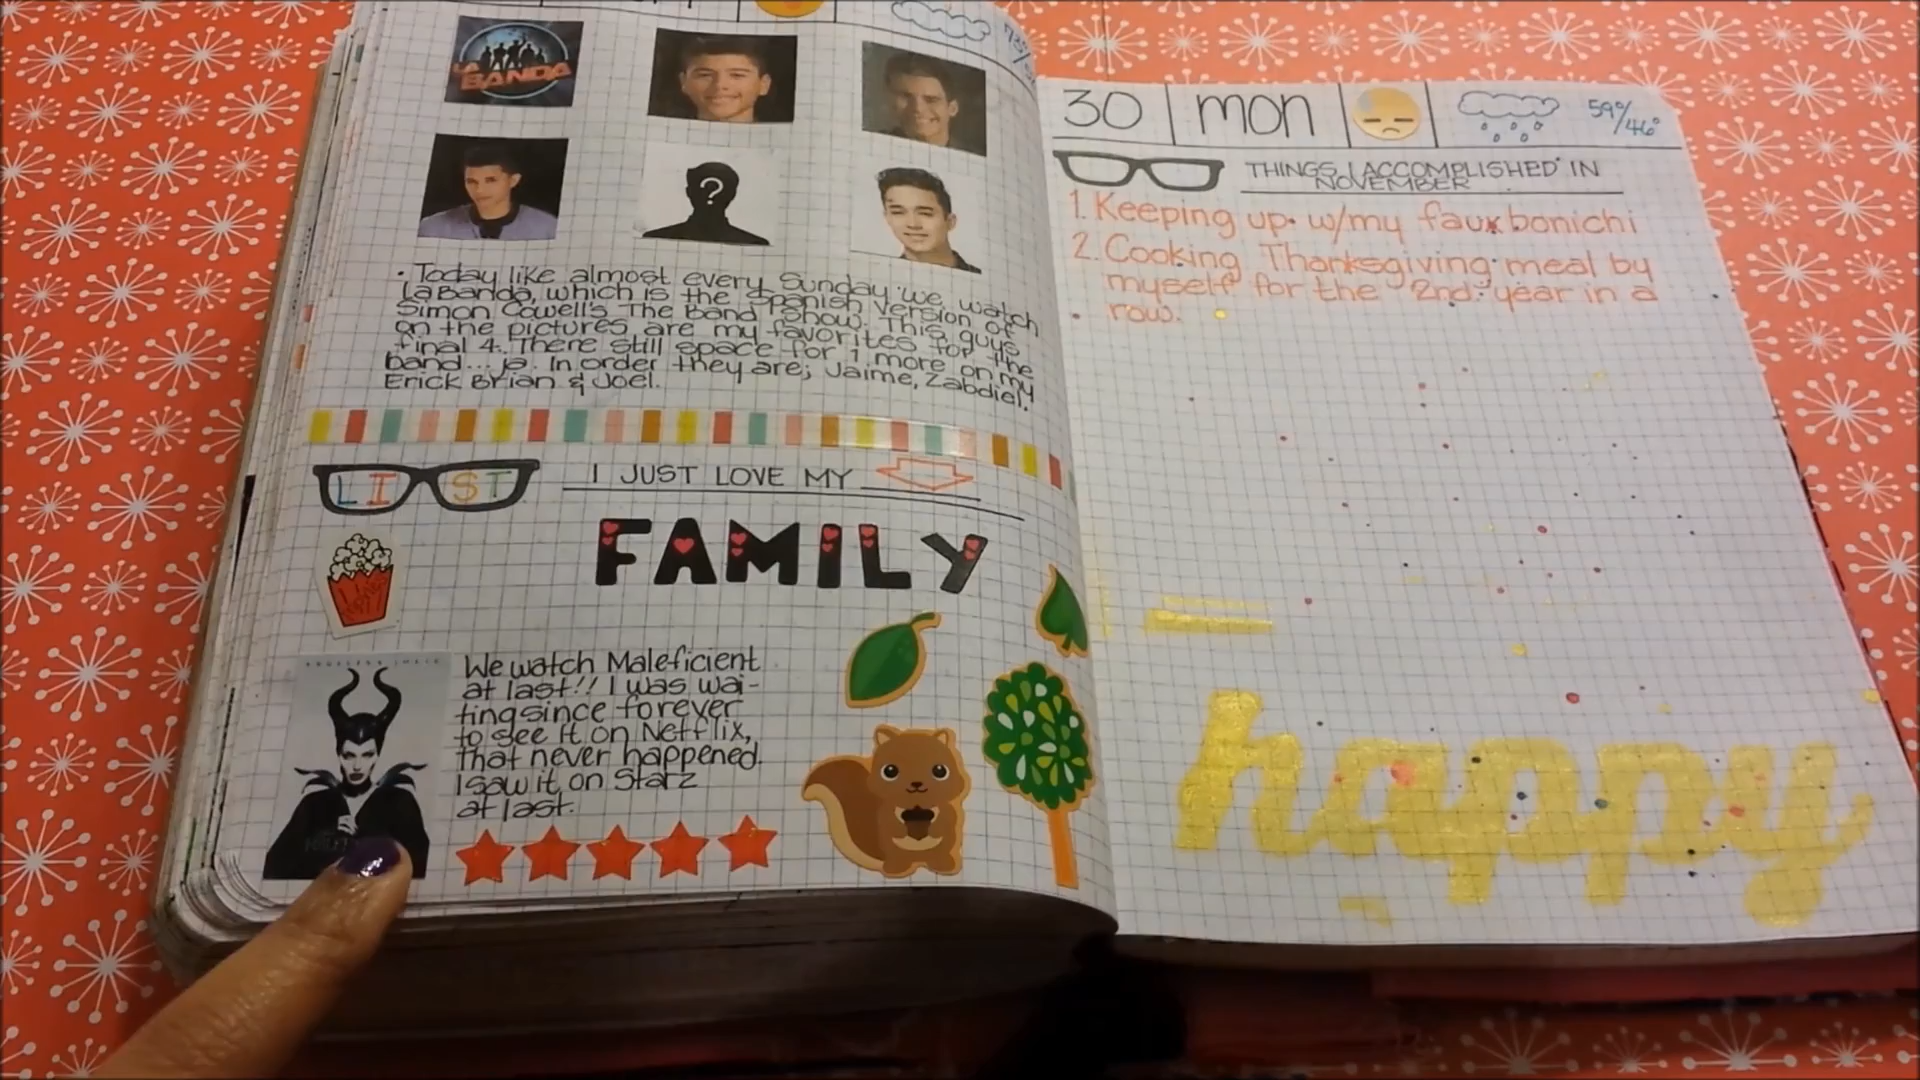 LA BANDA
?
• Today like almost every Sunday we watch
La Banda, which is the Spanish Version of
Simon Cowell's The Band Show. This guys
on the pictures are my favorites for the
final 4. There still space for 1 more on my
band... ja. In order they are; Jaime, Zabdiel,
Erick Brian & Joel.
LIST
I JUST LOVE MY
FAMILY
ANGELINA JOLIE
We watch Maleficient
at last!! I was wai-
ting since forever
to see it on Netflix,
that never happened.
I saw it on Starz
at last.
30 mon 59°/46°
THINGS I ACCOMPLISHED IN
NOVEMBER
1. Keeping up w/my faux bonichi
2. Cooking Thanksgiving meal by
myself for the 2nd year in a
row.
happy